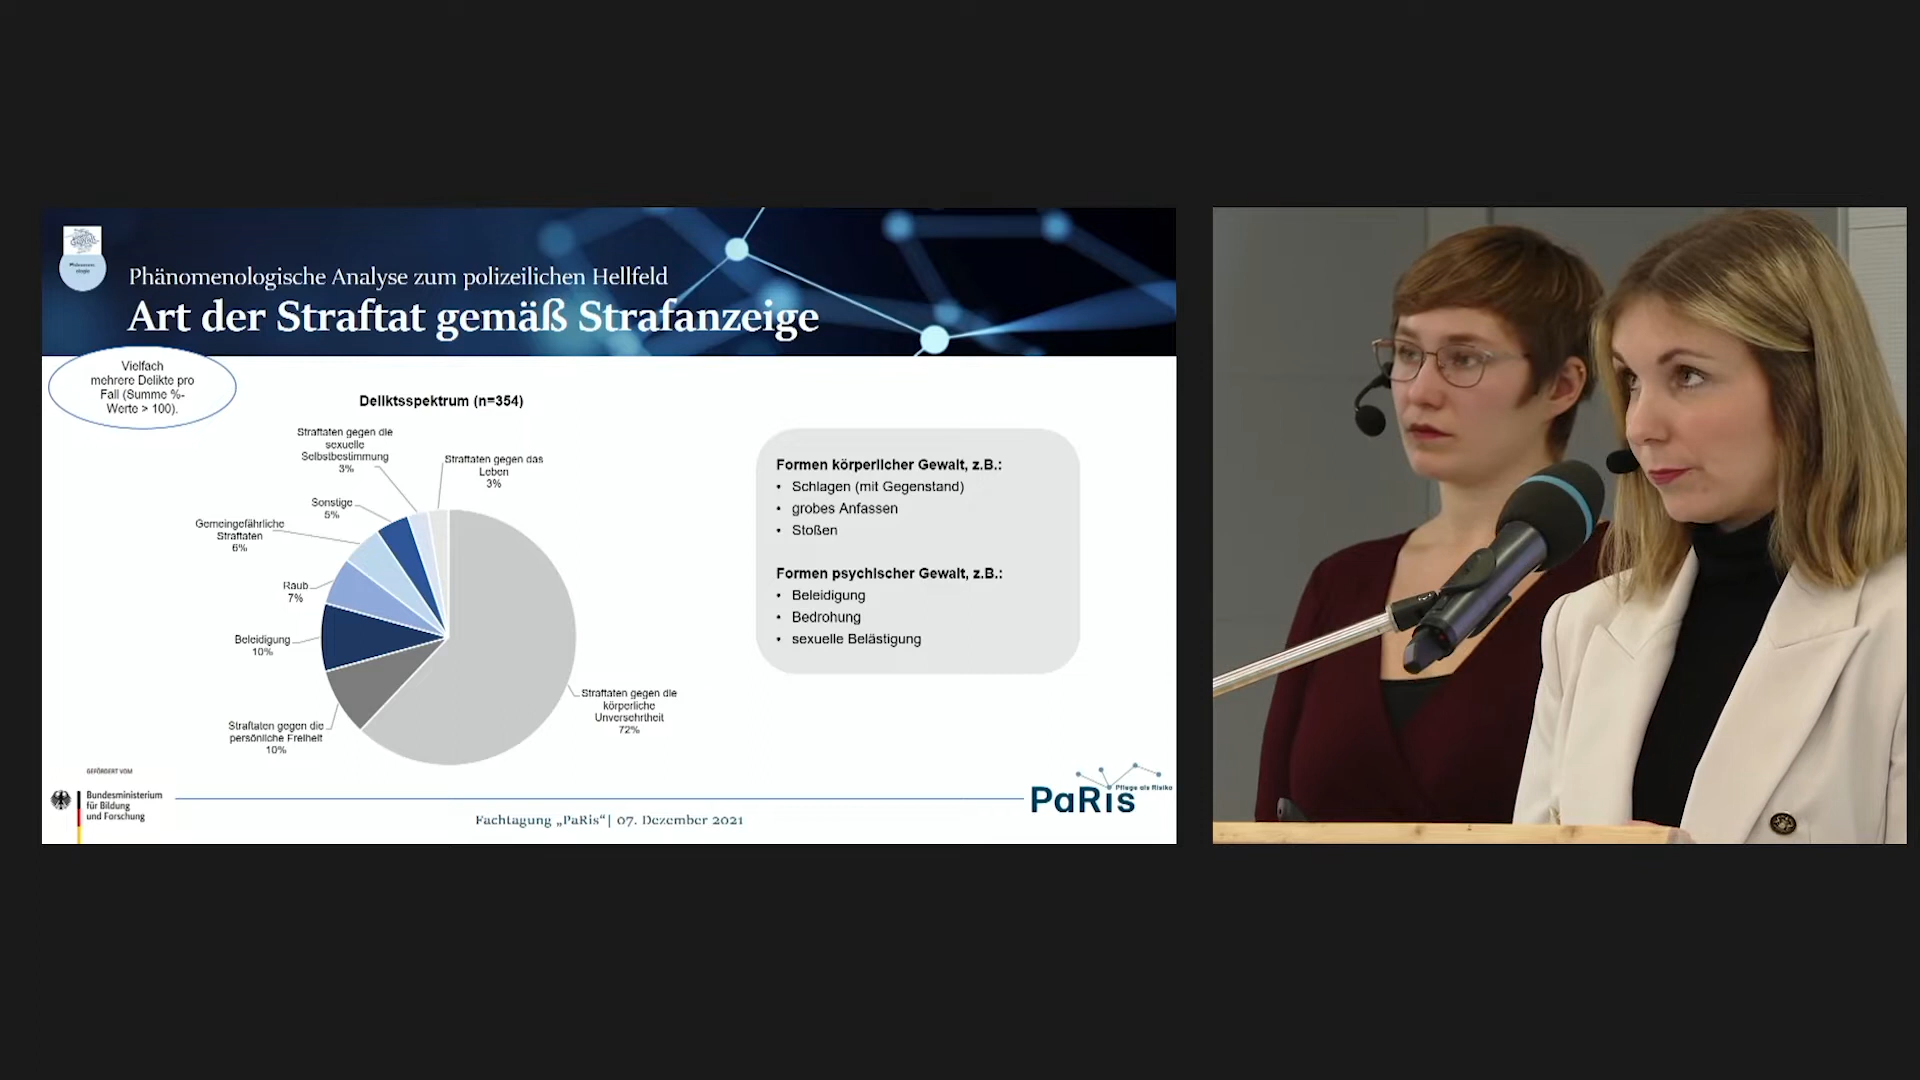 Phänomenologische Analyse zum polizeilichen Hellfeld
Art der Straftat gemäß Strafanzeige
Vielfach
mehrere Delikte pro
Fall (Summe %-
Werte > 100).
Deliktsspektrum (n=354)
Straftaten gegen die
sexuelle
Selbstbestimmung
3%
Straftaten gegen das
Leben
3%
Sonstige
5%
Gemeingefährliche
Straftaten
6%
Raub
7%
Beleidigung
10%
Straftaten gegen die
persönliche Freiheit
10%
Straftaten gegen die
körperliche
Unversehrtheit
72%
Formen körperlicher Gewalt, z.B.:
• Schlagen (mit Gegenstand)
• grobes Anfassen
• Stoßen
Formen psychischer Gewalt, z.B.:
• Beleidigung
• Bedrohung
• sexuelle Belästigung
GEFÖRDERT VOM
Bundesministerium
für Bildung
und Forschung
Fachtagung „PaRis“| 07. Dezember 2021
PaRis
Pflege als Risiko